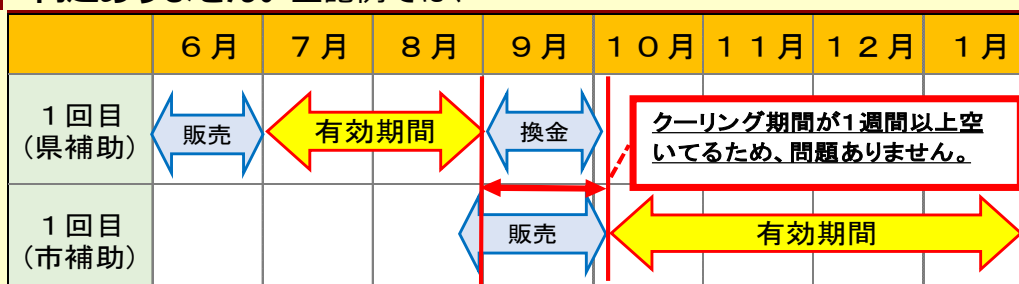 ６月 ７月 ８月 ９月 １０月 １１月 １２月 １月
１回目
（県補助）
販売 有効期間 換金
クーリング期間が１週間以上空
いてるため、問題ありません。
１回目
（市補助）
販売 有効期間